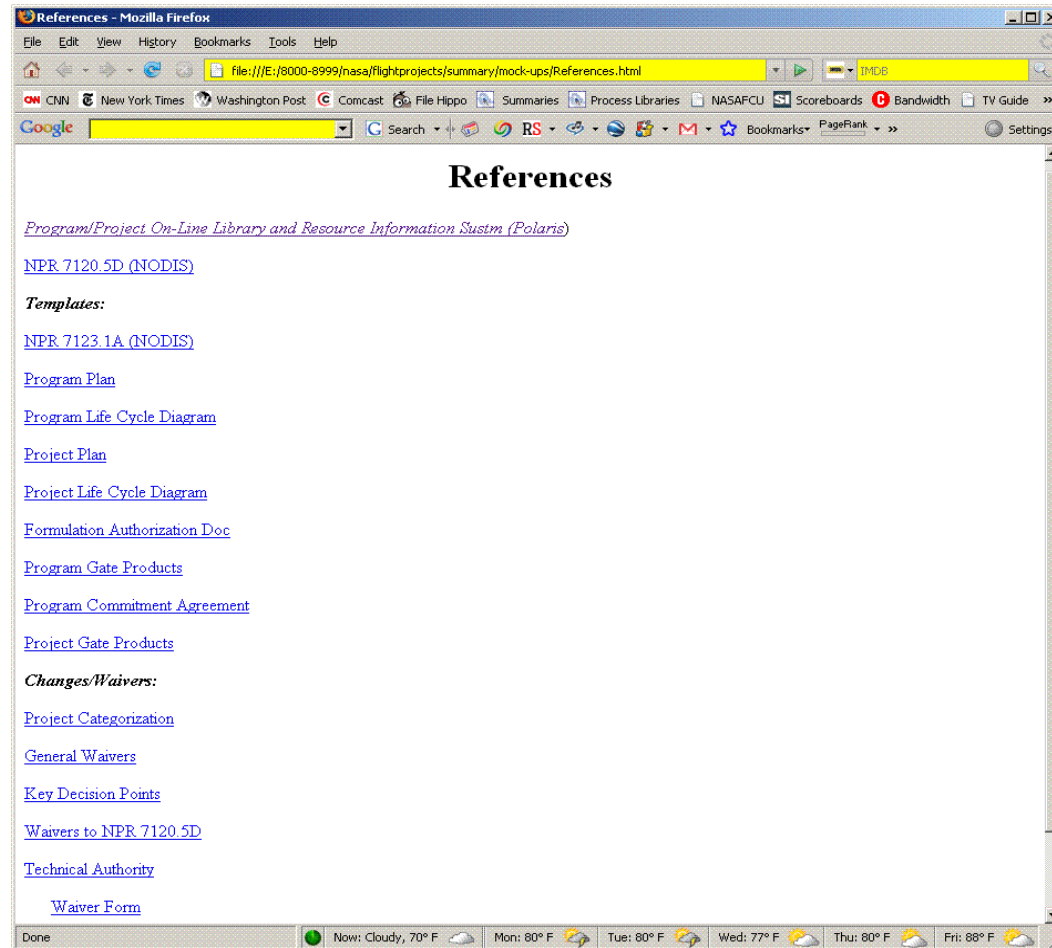 References - Mozilla Firefox
File Edit View History Bookmarks Tools Help
file:///E:/8000-8999/nasa/flightprojects/summary/mock-ups/References.html IMDB
CNN New York Times Washington Post Comcast File Hippo Summaries Process Libraries NASAFCU Scoreboards Bandwidth TV Guide »
Google G Search RS Bookmarks PageRank » Settings
References
Program/Project On-Line Library and Resource Information Sustm (Polaris)
NPR 7120.5D (NODIS)
Templates:
NPR 7123.1A (NODIS)
Program Plan
Program Life Cycle Diagram
Project Plan
Project Life Cycle Diagram
Formulation Authorization Doc
Program Gate Products
Program Commitment Agreement
Project Gate Products
Changes/Waivers:
Project Categorization
General Waivers
Key Decision Points
Waivers to NPR 7120.5D
Technical Authority
Waiver Form
Done Now: Cloudy, 70° F Mon: 80° F Tue: 80° F Wed: 77° F Thu: 80° F Fri: 88° F